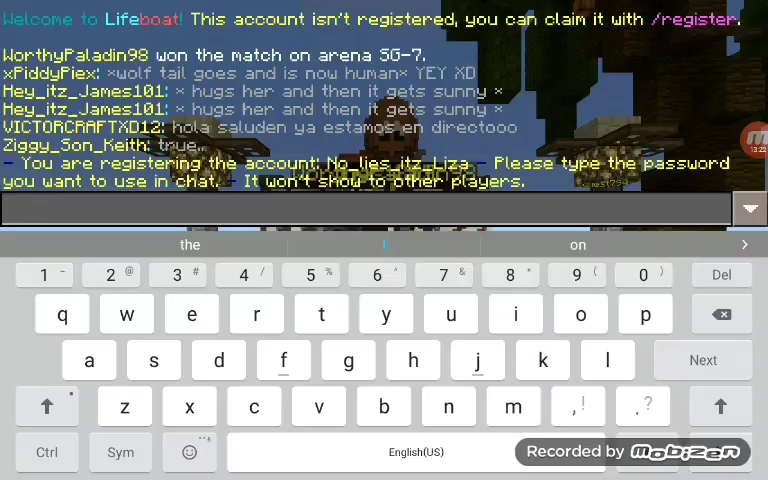 Welcome to Lifeboat! This account isn't registered, you can claim it with /register.
WorthyPaladin98 won the match on arena SG-7.
xPiddyPiex: *wolf tail goes and is now human* YEY XD
Hey_itz_James101: * hugs her and then it gets sunny *
Hey_itz_James101: * hugs her and then it gets sunny *
VICTORCRAFTXD12: hola saluden ya estamos en directooo
Ziggy_Son_Keith: true..
- You are registering the account: No_lies_itz_Liza - Please type the password
you want to use in chat. - It won't show to other players.
13:22
the I on
1 - 2 @ 3 # 4 / 5 % 6 ^ 7 & 8 * 9 ( 0 ) Del
q w e r t y u i o p
a s d f g h j k l Next
z x c v b n m , ! . ?
Ctrl Sym English(US)
Recorded by Mobizen